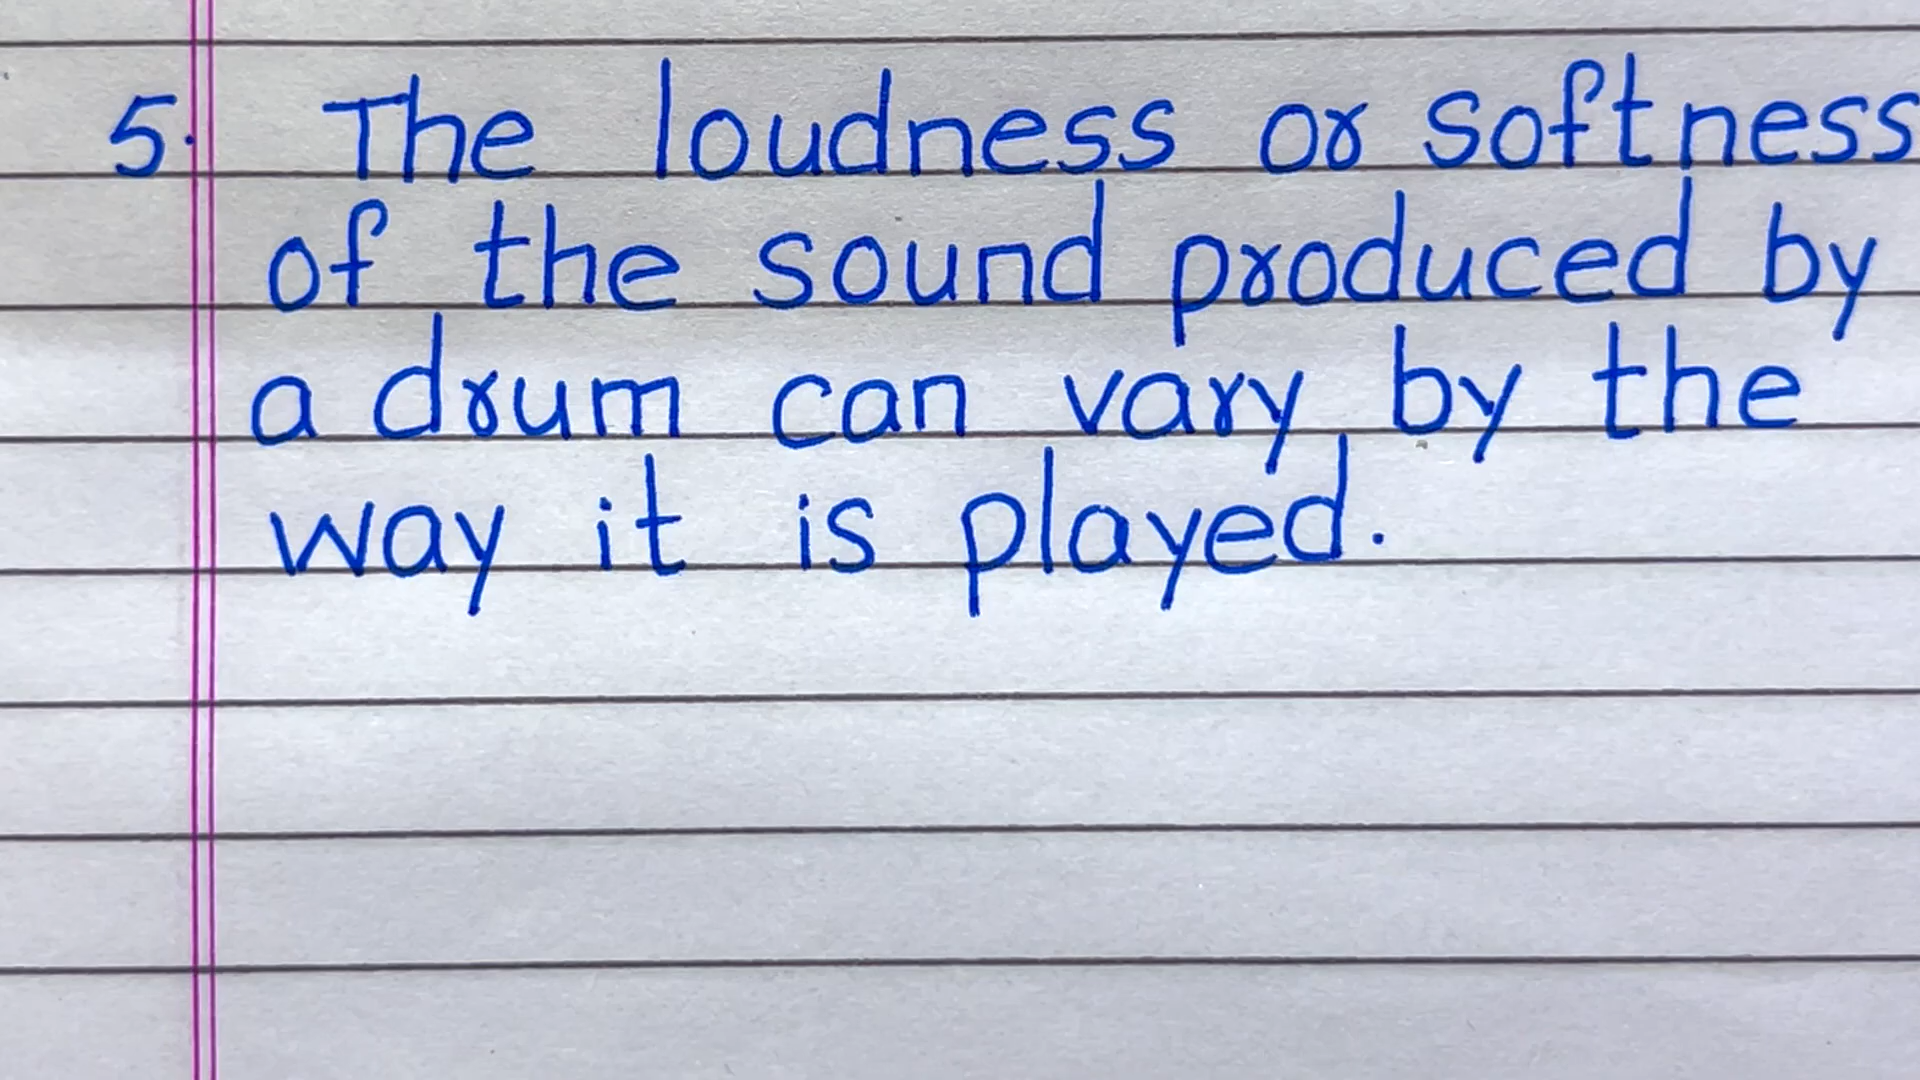 5. The loudness or softness
of the sound produced by
a drum can vary by the
way it is played.